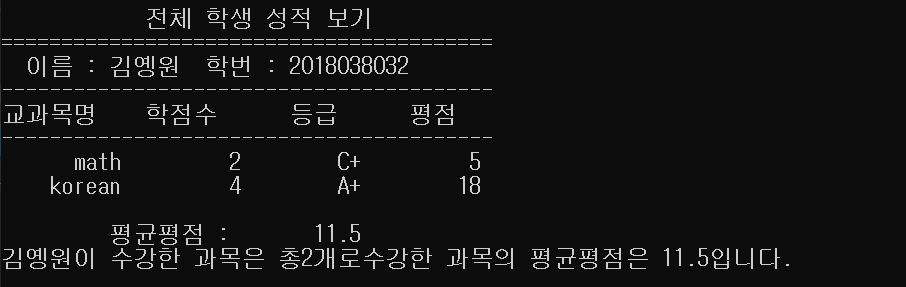 전체 학생 성적 보기
=========================================
이름 : 김옝원 학번 : 2018038032
-----------------------------------------
교과목명 학점수 등급 평점
-----------------------------------------
math 2 C+ 5
korean 4 A+ 18
평균평점 : 11.5
김옝원이 수강한 과목은 총2개로수강한 과목의 평균평점은 11.5입니다.